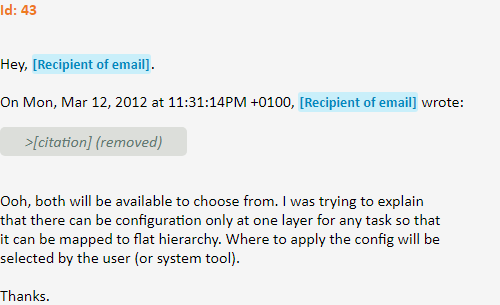 Id: 43
Hey, [Recipient of email].
On Mon, Mar 12, 2012 at 11:31:14PM +0100, [Recipient of email] wrote:
>[citation] (removed)
Ooh, both will be available to choose from. I was trying to explain
that there can be configuration only at one layer for any task so that
it can be mapped to flat hierarchy. Where to apply the config will be
selected by the user (or system tool).
Thanks.